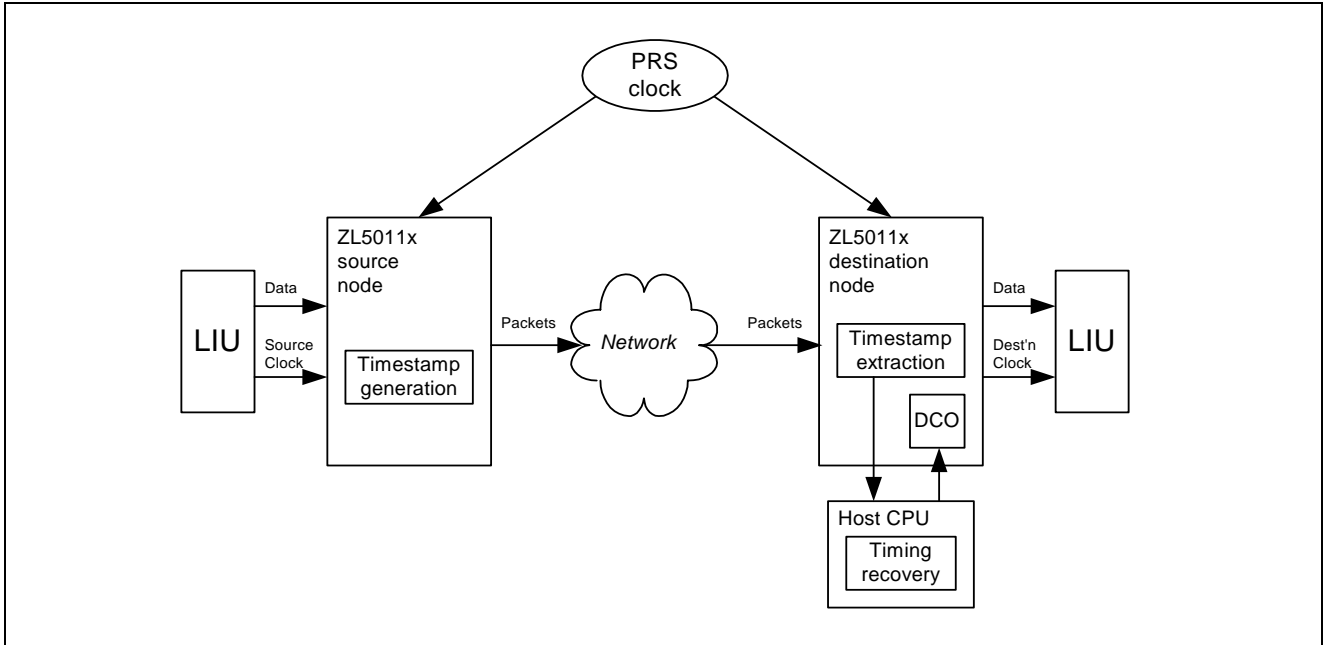 PRS
clock
ZL5011x
source
node
ZL5011x
destination
node
Data
Source
Clock
LIU
Timestamp
generation
Packets
Network
Packets
Timestamp
extraction
DCO
Data
Dest'n
Clock
LIU
Host CPU
Timing
recovery